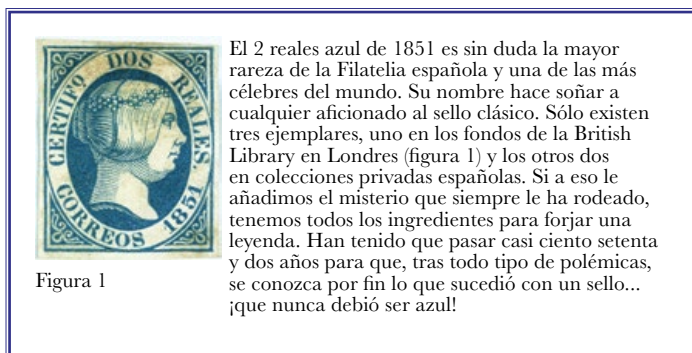 CERTIFO DOS REALES.
CORREOS 1851
Figura 1
El 2 reales azul de 1851 es sin duda la mayor
rareza de la Filatelia española y una de las más
célebres del mundo. Su nombre hace soñar a
cualquier aficionado al sello clásico. Sólo existen
tres ejemplares, uno en los fondos de la British
Library en Londres (figura 1) y los otros dos
en colecciones privadas españolas. Si a eso le
añadimos el misterio que siempre le ha rodeado,
tenemos todos los ingredientes para forjar una
leyenda. Han tenido que pasar casi ciento setenta
y dos años para que, tras todo tipo de polémicas,
se conozca por fin lo que sucedió con un sello...
¡que nunca debió ser azul!